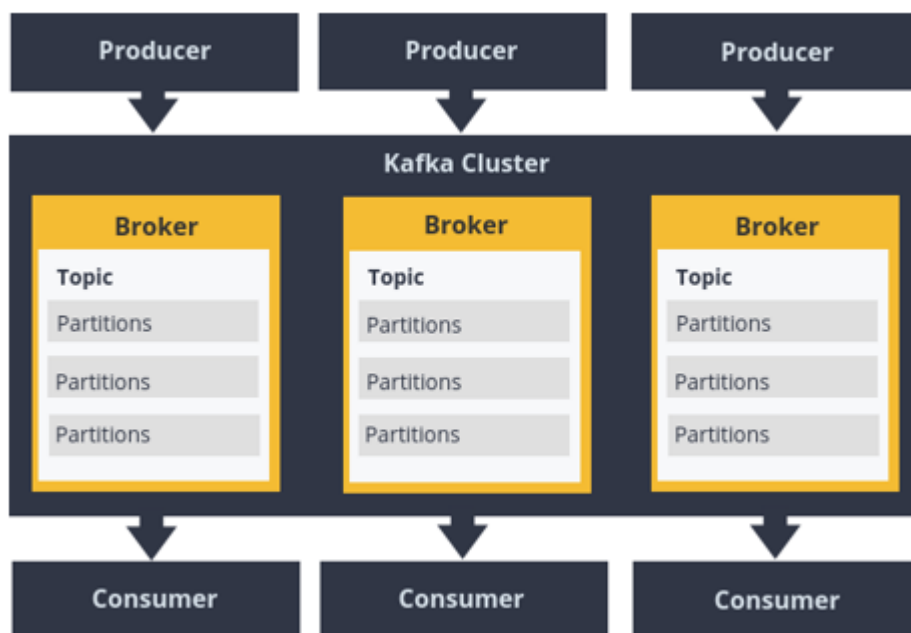 Producer
Producer
Producer
Kafka Cluster
Broker
Topic
Partitions
Partitions
Partitions
Broker
Topic
Partitions
Partitions
Partitions
Broker
Topic
Partitions
Partitions
Partitions
Consumer
Consumer
Consumer